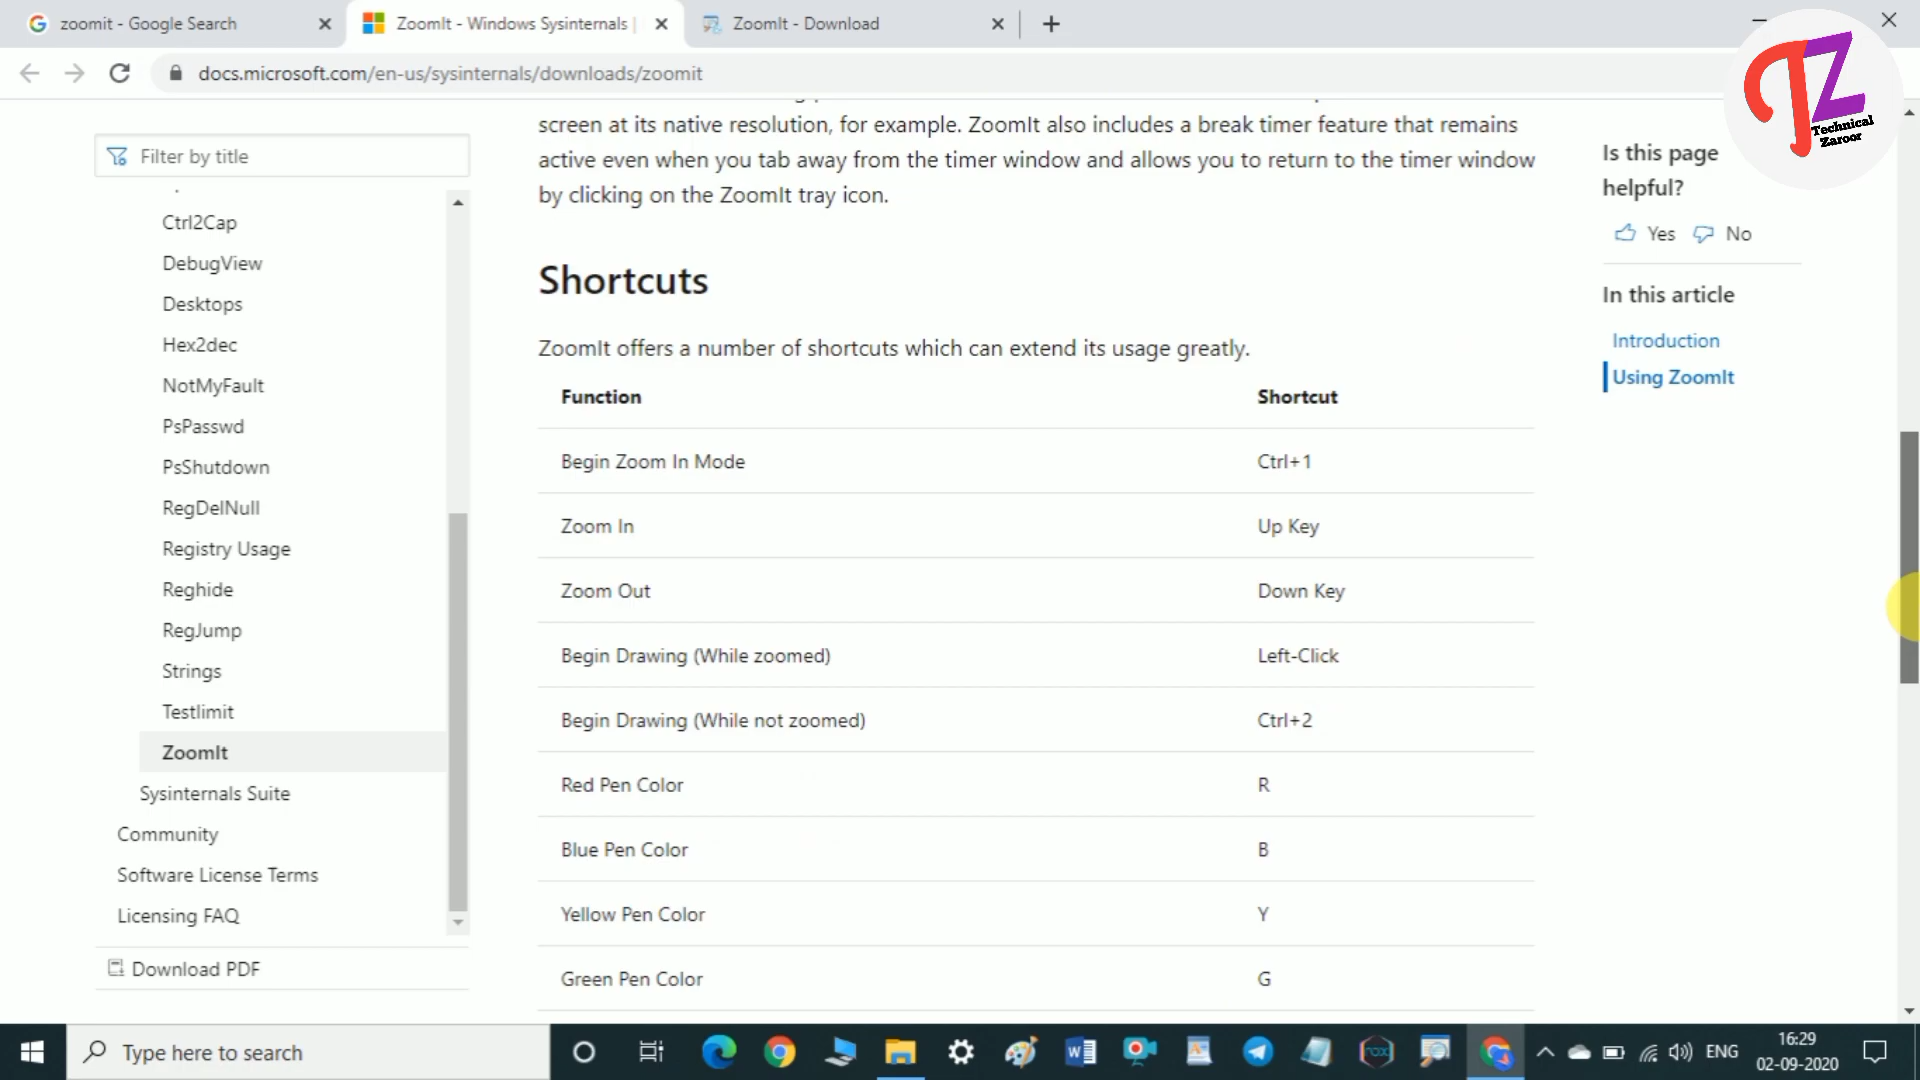 zoomit - Google Search
ZoomIt - Windows Sysinternals |
ZoomIt - Download
docs.microsoft.com/en-us/sysinternals/downloads/zoomit
Technical
Zaroor
Filter by title
Ctrl2Cap
DebugView
Desktops
Hex2dec
NotMyFault
PsPasswd
PsShutdown
RegDelNull
Registry Usage
Reghide
RegJump
Strings
Testlimit
ZoomIt
Sysinternals Suite
Community
Software License Terms
Licensing FAQ
Download PDF
screen at its native resolution, for example. ZoomIt also includes a break timer feature that remains
active even when you tab away from the timer window and allows you to return to the timer window
by clicking on the ZoomIt tray icon.
Shortcuts
ZoomIt offers a number of shortcuts which can extend its usage greatly.
Function Shortcut
Begin Zoom In Mode Ctrl+1
Zoom In Up Key
Zoom Out Down Key
Begin Drawing (While zoomed) Left-Click
Begin Drawing (While not zoomed) Ctrl+2
Red Pen Color R
Blue Pen Color B
Yellow Pen Color Y
Green Pen Color G
Is this page
helpful?
Yes No
In this article
Introduction
Using ZoomIt
Type here to search
ENG
16:29
02-09-2020